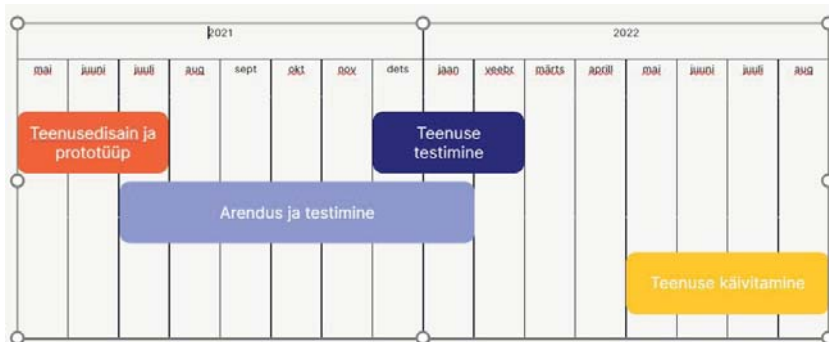 2021 2022
mai juuni juuli aug sept okt nov dets jaan veebr märts aprill mai juuni juuli aug
Teenusedisain ja
prototüüp
Teenuse
testimine
Arendus ja testimine
Teenuse käivitamine